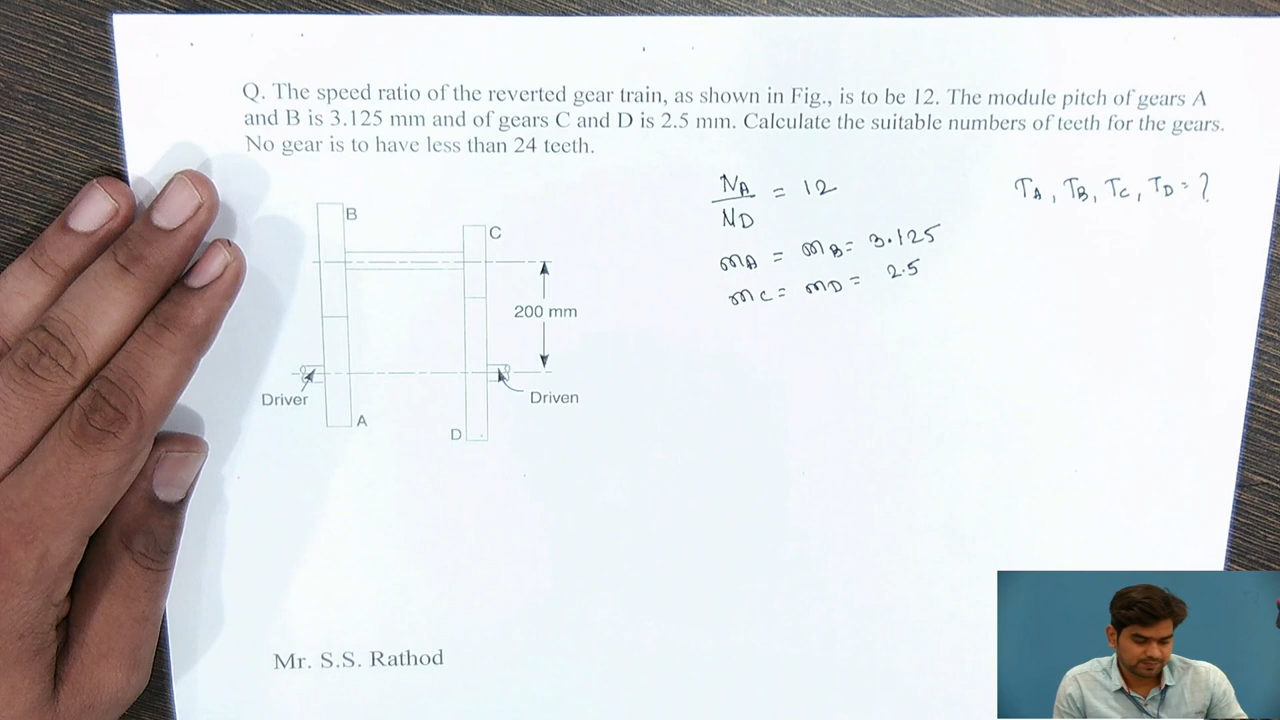 Q. The speed ratio of the reverted gear train, as shown in Fig., is to be 12. The module pitch of gears A
and B is 3.125 mm and of gears C and D is 2.5 mm. Calculate the suitable numbers of teeth for the gears.
No gear is to have less than 24 teeth.
NA/ND = 12
TA, TB, TC, TD = ?
mA = mB = 3.125
mC = mD = 2.5
B
C
200 mm
Driver
Driven
A
D
Mr. S.S. Rathod